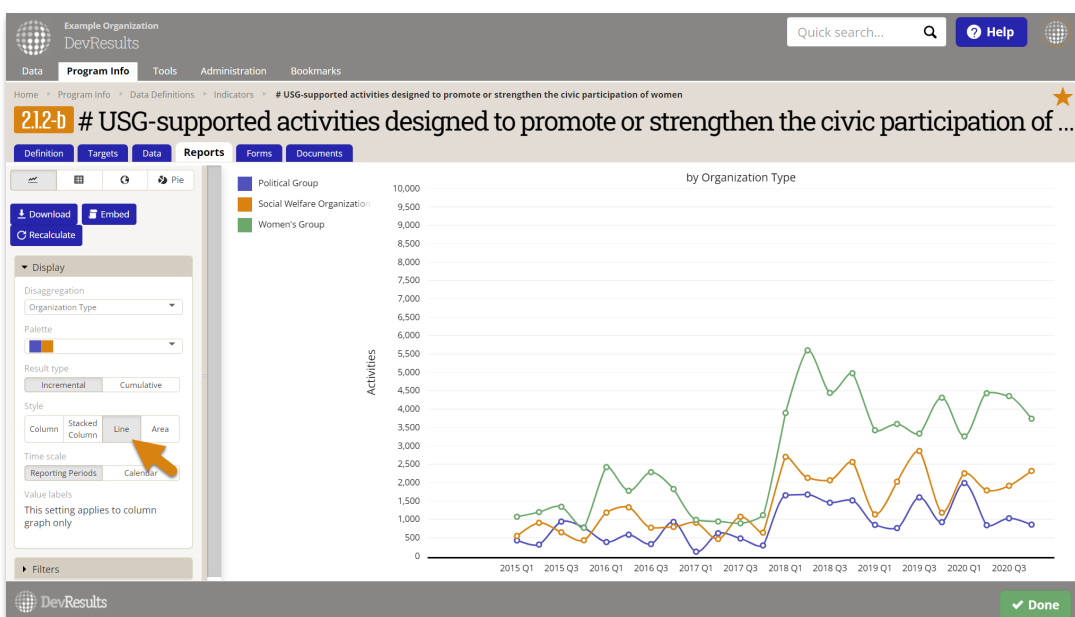 Example Organization
DevResults
Quick search...
Help
Data Program Info Tools Administration Bookmarks
Home Program Info Data Definitions Indicators # USG-supported activities designed to promote or strengthen the civic participation of women
2.1.2-b # USG-supported activities designed to promote or strengthen the civic participation of ...
Definition Targets Data Reports Forms Documents
Pie
Download Embed
Recalculate
Display
Disaggregation
Organization Type
Palette
Result type
Incremental Cumulative
Style
Column Stacked Column Line Area
Time scale
Reporting Periods Calendar
Value labels
This setting applies to column
graph only
Filters
Political Group
Social Welfare Organization
Women's Group
by Organization Type
Activities
10,000
9,500
9,000
8,500
8,000
7,500
7,000
6,500
6,000
5,500
5,000
4,500
4,000
3,500
3,000
2,500
2,000
1,500
1,000
500
0
2015 Q1 2015 Q3 2016 Q1 2016 Q3 2017 Q1 2017 Q3 2018 Q1 2018 Q3 2019 Q1 2019 Q3 2020 Q1 2020 Q3
DevResults
Done